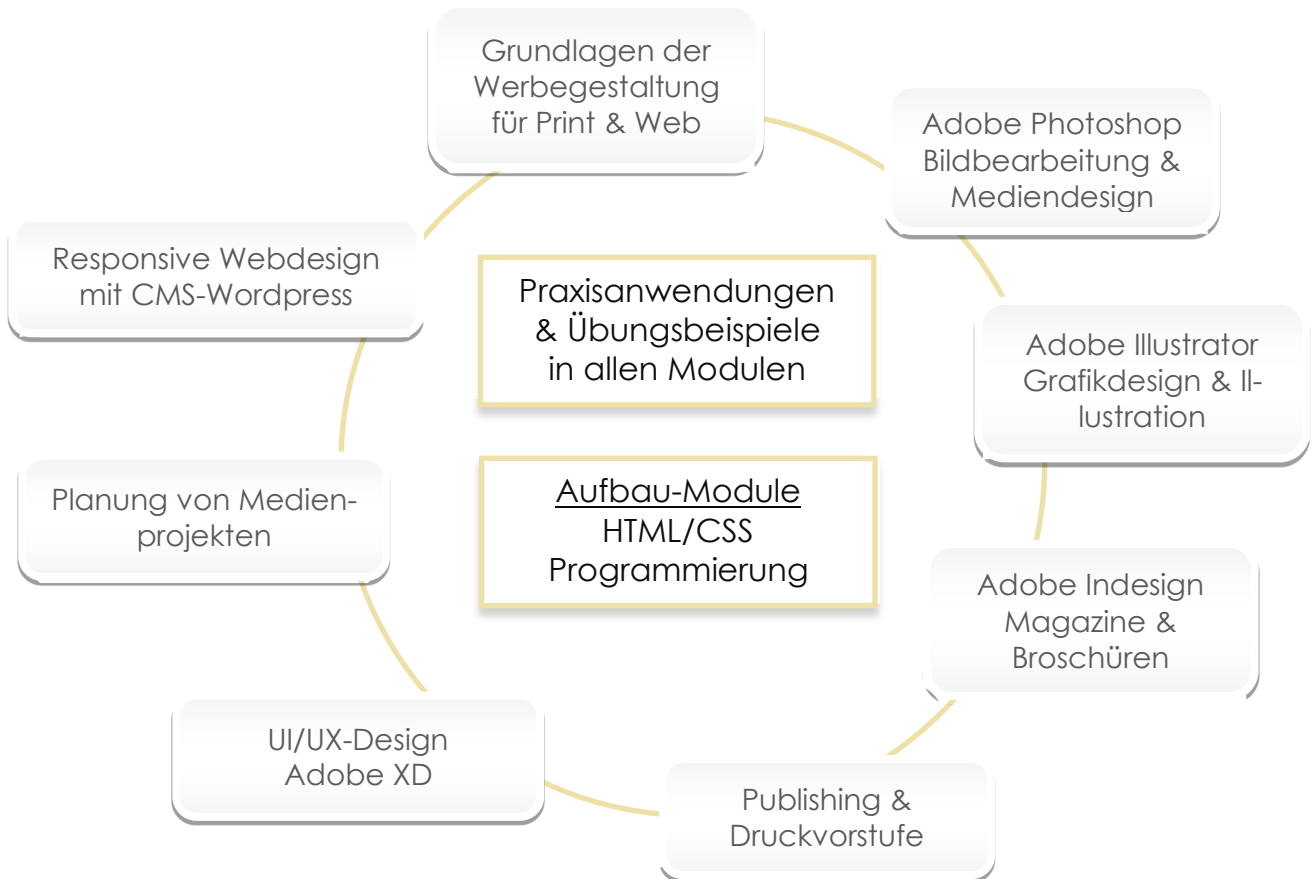 Grundlagen der
Werbegestaltung
für Print & Web
Adobe Photoshop
Bildbearbeitung &
Mediendesign
Adobe Illustrator
Grafikdesign & Il-
lustration
Adobe Indesign
Magazine &
Broschüren
Publishing &
Druckvorstufe
UI/UX-Design
Adobe XD
Planung von Medien-
projekten
Responsive Webdesign
mit CMS-Wordpress
Praxisanwendungen
& Übungsbeispiele
in allen Modulen
Aufbau-Module
HTML/CSS
Programmierung